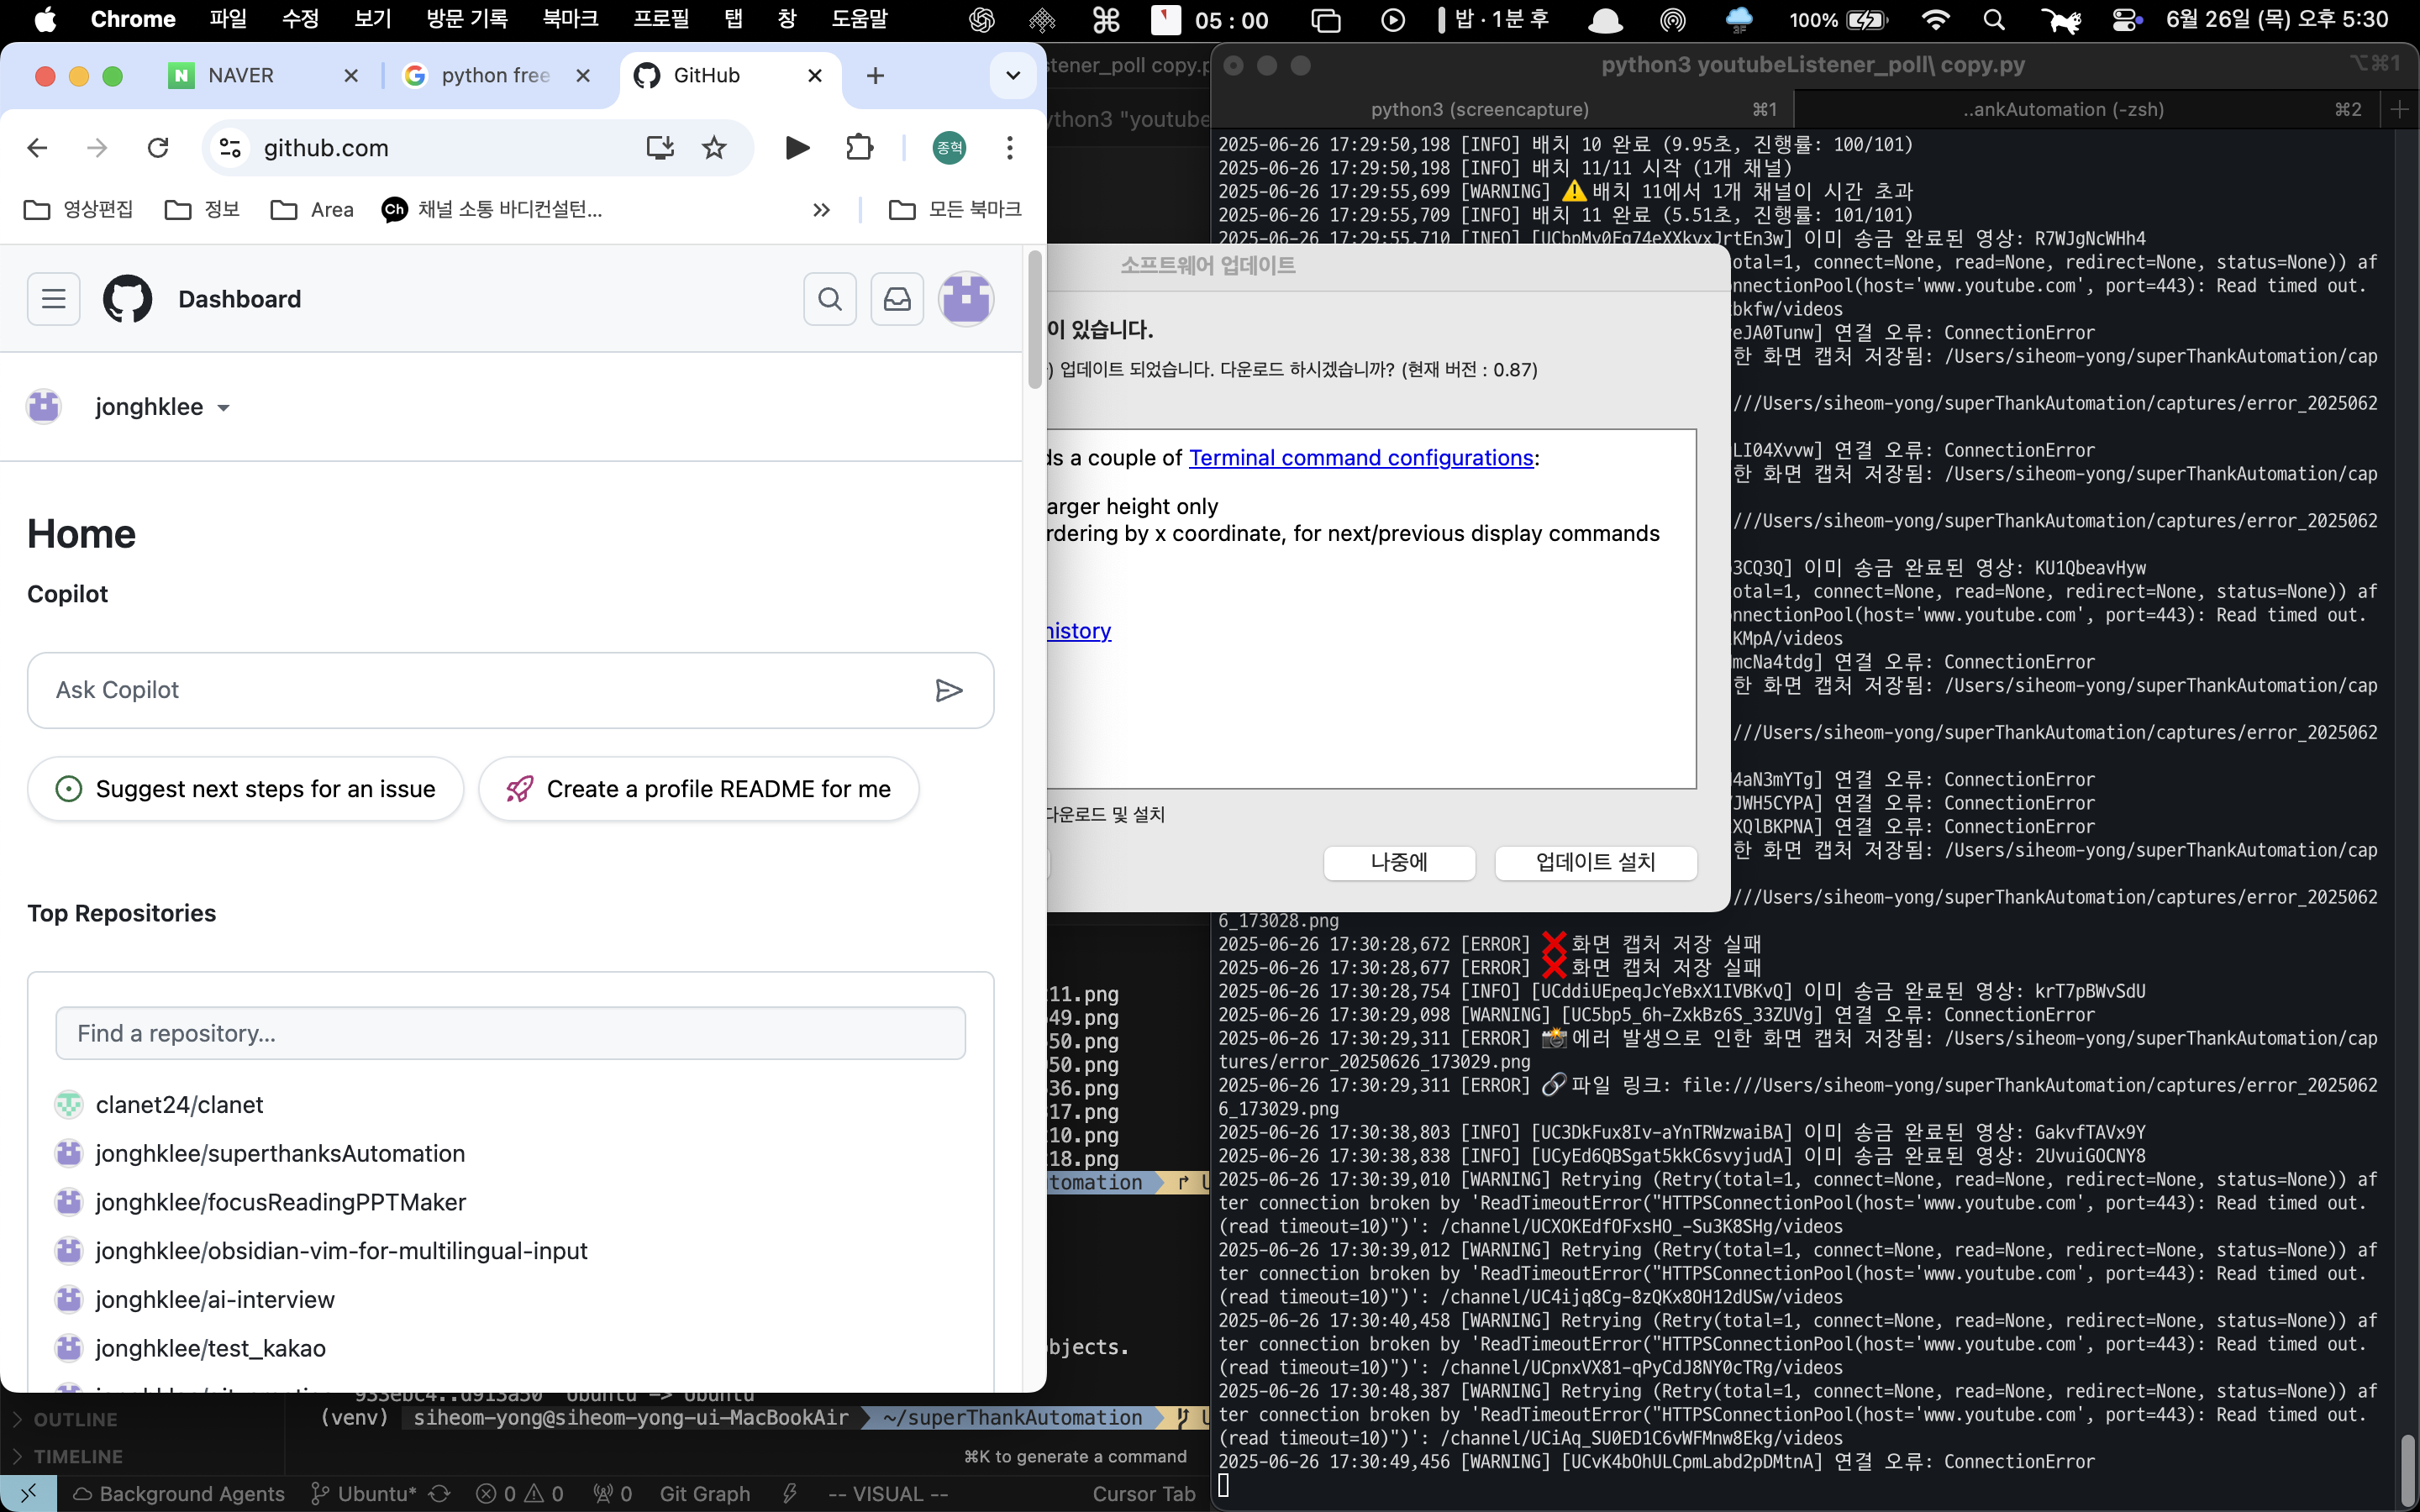 Chrome 파일 수정 보기 방문 기록 북마크 프로필 탭 창 도움말 05 : 00 밥 · 1분 후 100% 6월 26일 (목) 오후 5:30
NAVER
python free
GitHub
github.com
종혁
영상편집 정보 Area 채널 소통 바디컨설턴... 모든 북마크
Dashboard
jonghklee
Home
Copilot
Ask Copilot
Suggest next steps for an issue
Create a profile README for me
Top Repositories
Find a repository...
clanet24/clanet
jonghklee/superthanksAutomation
jonghklee/focusReadingPPTMaker
jonghklee/obsidian-vim-for-multilingual-input
jonghklee/ai-interview
jonghklee/test_kakao
stener_poll copy.p
ython3 "youtube
소프트웨어 업데이트
이 있습니다.
) 업데이트 되었습니다. 다운로드 하시겠습니까? (현재 버전 : 0.87)
ds a couple of Terminal command configurations:
arger height only
rdering by x coordinate, for next/previous display commands
history
다운로드 및 설치
나중에
업데이트 설치
11.png
49.png
50.png
50.png
36.png
17.png
10.png
18.png
tomation
bjects.
(venv) siheom-yong@siheom-yong-ui-MacBookAir ~/superThankAutomation
⌘K to generate a command
OUTLINE
TIMELINE
Background Agents Ubuntu* 0 0 0 Git Graph -- VISUAL -- Cursor Tab
python3 youtubeListener_poll\ copy.py ⌥⌘1
python3 (screencapture) ⌘1 ..ankAutomation (-zsh) ⌘2
2025-06-26 17:29:50,198 [INFO] 배치 10 완료 (9.95초, 진행률: 100/101)
2025-06-26 17:29:50,198 [INFO] 배치 11/11 시작 (1개 채널)
2025-06-26 17:29:55,699 [WARNING] ⚠️ 배치 11에서 1개 채널이 시간 초과
2025-06-26 17:29:55,709 [INFO] 배치 11 완료 (5.51초, 진행률: 101/101)
2025-06-26 17:29:55,710 [INFO] [UCbpMy0Fg74eXXkvxJrtEn3w] 이미 송금 완료된 영상: R7WJgNcWHh4
total=1, connect=None, read=None, redirect=None, status=None)) af
nnectionPool(host='www.youtube.com', port=443): Read timed out.
bkfw/videos
eJA0Tunw] 연결 오류: ConnectionError
한 화면 캡처 저장됨: /Users/siheom-yong/superThankAutomation/cap
///Users/siheom-yong/superThankAutomation/captures/error_2025062
LI04Xvvw] 연결 오류: ConnectionError
한 화면 캡처 저장됨: /Users/siheom-yong/superThankAutomation/cap
///Users/siheom-yong/superThankAutomation/captures/error_2025062
3CQ3Q] 이미 송금 완료된 영상: KU1QbeavHyw
otal=1, connect=None, read=None, redirect=None, status=None)) af
nnectionPool(host='www.youtube.com', port=443): Read timed out.
KMpA/videos
mcNa4tdg] 연결 오류: ConnectionError
한 화면 캡처 저장됨: /Users/siheom-yong/superThankAutomation/cap
///Users/siheom-yong/superThankAutomation/captures/error_2025062
4aN3mYTg] 연결 오류: ConnectionError
JWH5CYPA] 연결 오류: ConnectionError
XQlBKPNA] 연결 오류: ConnectionError
한 화면 캡처 저장됨: /Users/siheom-yong/superThankAutomation/cap
///Users/siheom-yong/superThankAutomation/captures/error_2025062
6_173028.png
2025-06-26 17:30:28,672 [ERROR] ❌ 화면 캡처 저장 실패
2025-06-26 17:30:28,677 [ERROR] ❌ 화면 캡처 저장 실패
2025-06-26 17:30:28,754 [INFO] [UCddiUEpeqJcYeBxX1IVBKvQ] 이미 송금 완료된 영상: krT7pBWvSdU
2025-06-26 17:30:29,098 [WARNING] [UC5bp5_6h-ZxkBz6S_33ZUVg] 연결 오류: ConnectionError
2025-06-26 17:30:29,311 [ERROR] 📸 에러 발생으로 인한 화면 캡처 저장됨: /Users/siheom-yong/superThankAutomation/cap
tures/error_20250626_173029.png
2025-06-26 17:30:29,311 [ERROR] 🔗 파일 링크: file:///Users/siheom-yong/superThankAutomation/captures/error_2025062
6_173029.png
2025-06-26 17:30:38,803 [INFO] [UC3DkFux8Iv-aYnTRWzwaiBA] 이미 송금 완료된 영상: GakvfTAVx9Y
2025-06-26 17:30:38,838 [INFO] [UCyEd6QBSgat5kkC6svyjudA] 이미 송금 완료된 영상: 2UvuiGOCNY8
2025-06-26 17:30:39,010 [WARNING] Retrying (Retry(total=1, connect=None, read=None, redirect=None, status=None)) af
ter connection broken by 'ReadTimeoutError("HTTPSConnectionPool(host='www.youtube.com', port=443): Read timed out.
(read timeout=10)")': /channel/UCXOKEdfOFxsHO_-Su3K8SHg/videos
2025-06-26 17:30:39,012 [WARNING] Retrying (Retry(total=1, connect=None, read=None, redirect=None, status=None)) af
ter connection broken by 'ReadTimeoutError("HTTPSConnectionPool(host='www.youtube.com', port=443): Read timed out.
(read timeout=10)")': /channel/UC4ijq8Cg-8zQKx8OH12dUSw/videos
2025-06-26 17:30:40,458 [WARNING] Retrying (Retry(total=1, connect=None, read=None, redirect=None, status=None)) af
ter connection broken by 'ReadTimeoutError("HTTPSConnectionPool(host='www.youtube.com', port=443): Read timed out.
(read timeout=10)")': /channel/UCpnxVX81-qPyCdJ8NY0cTRg/videos
2025-06-26 17:30:48,387 [WARNING] Retrying (Retry(total=1, connect=None, read=None, redirect=None, status=None)) af
ter connection broken by 'ReadTimeoutError("HTTPSConnectionPool(host='www.youtube.com', port=443): Read timed out.
(read timeout=10)")': /channel/UCiAq_SU0ED1C6vWFMnw8Ekg/videos
2025-06-26 17:30:49,456 [WARNING] [UCvK4bOhULCpmLabd2pDMtnA] 연결 오류: ConnectionError